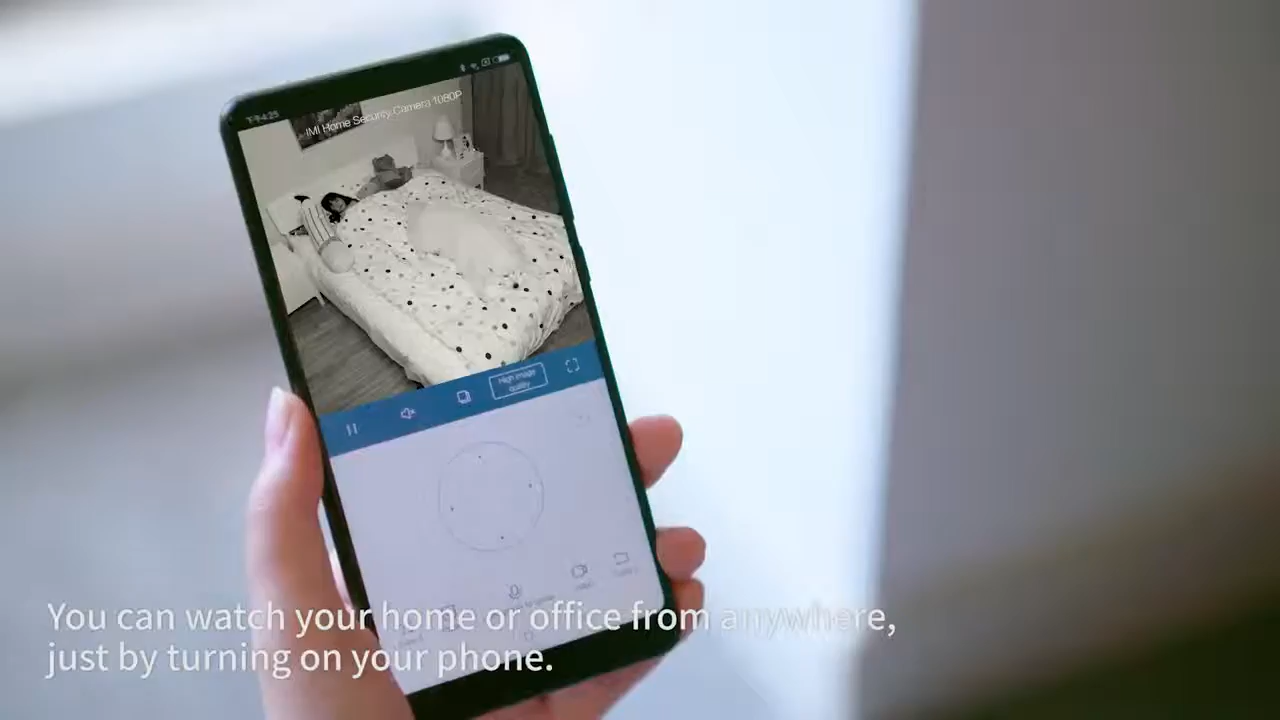 IMI Home Security Camera 1080P
High image
quality
You can watch your home or office from anywhere,
just by turning on your phone.